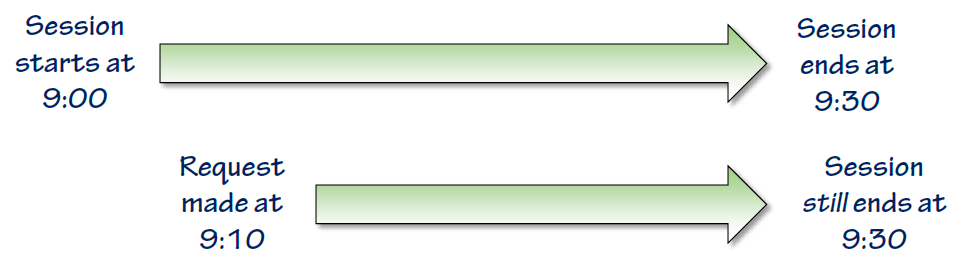 Session
starts at
9:00
Session
ends at
9:30
Request
made at
9:10
Session
still ends at
9:30